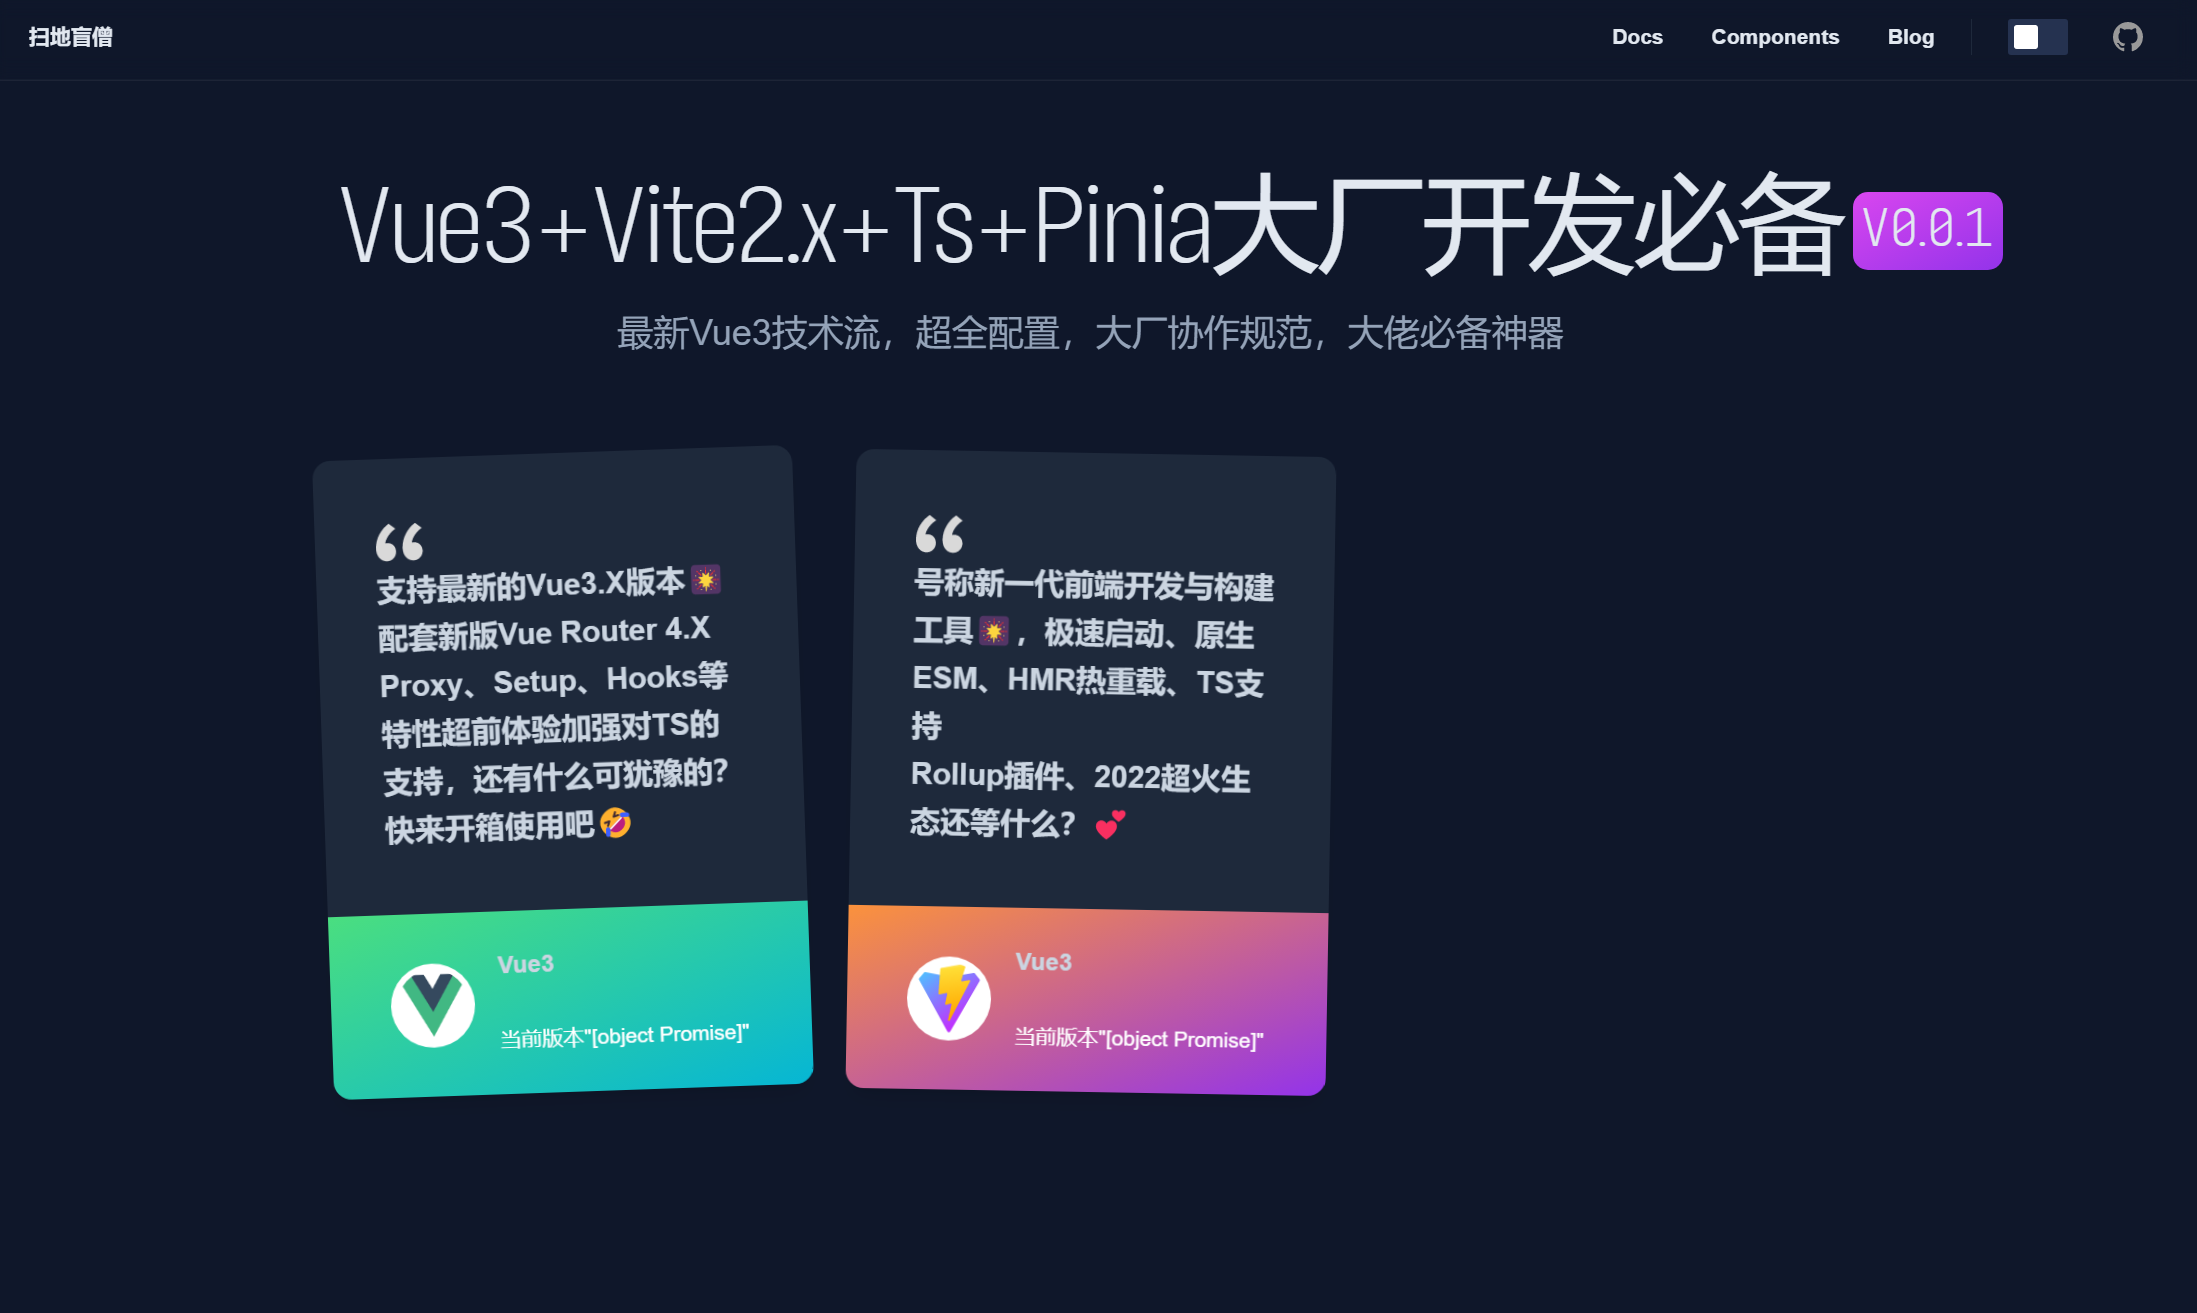 扫地盲僧
Docs
Components
Blog
Vue3+Vite2.x+Ts+Pinia大厂开发必备 V0.0.1
最新Vue3技术流，超全配置，大厂协作规范，大佬必备神器
支持最新的Vue3.X版本🎇
配套新版Vue Router 4.X
Proxy、Setup、Hooks等
特性超前体验加强对TS的
支持，还有什么可犹豫的？
快来开箱使用吧🤣
Vue3
当前版本"[object Promise]"
号称新一代前端开发与构建
工具🎇，极速启动、原生
ESM、HMR热重载、TS支
持
Rollup插件、2022超火生
态还等什么？💕
Vue3
当前版本"[object Promise]"